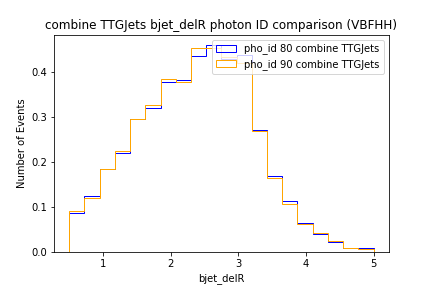 combine TTGJets bjet_delR photon ID comparison (VBFHH)
pho_id 80 combine TTGJets
pho_id 90 combine TTGJets
Number of Events
0.4
0.3
0.2
0.1
0.0
1 2 3 4 5
bjet_delR